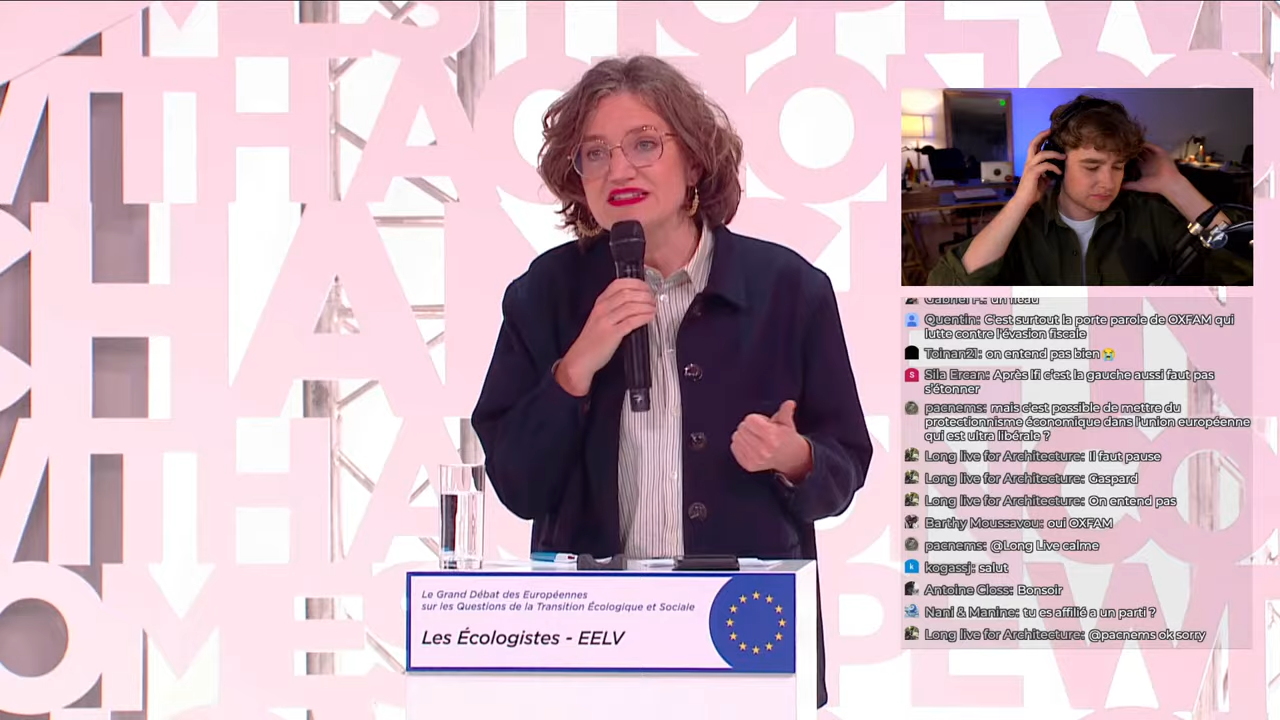 Le Grand Débat des Européennes
sur les Questions de la Transition Écologique et Sociale
Les Écologistes - EELV
Gabriel P.: un fléau
Quentin: C'est surtout la porte parole de OXFAM qui
lutte contre l'évasion fiscale
Toinan21: on entend pas bien 😭
S
Sila Ercan: Après lfi c'est la gauche aussi faut pas
s'étonner
pacnems: mais c'est possible de mettre du
protectionnisme économique dans l'union européenne
qui est ultra libérale ?
Long live for Architecture: Il faut pause
Long live for Architecture: Gaspard
Long live for Architecture: On entend pas
Barthy Moussavou: oui OXFAM
pacnems: @Long Live calme
k
kogassj: salut
Antoine Closs: Bonsoir
Nani & Manine: tu es affilié a un parti ?
Long live for Architecture: @pacnems ok sorry